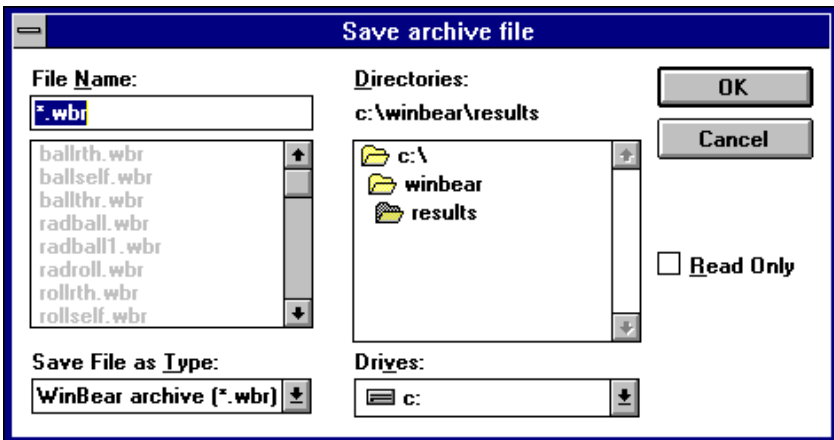 Save archive file
File Name:
*.wbr
ballrth.wbr
ballself.wbr
ballthr.wbr
radball.wbr
radball1.wbr
radroll.wbr
rollrth.wbr
rollself.wbr
Save File as Type:
WinBear archive (*.wbr)
Directories:
c:\winbear\results
c:\
winbear
results
Drives:
c:
OK
Cancel
Read Only